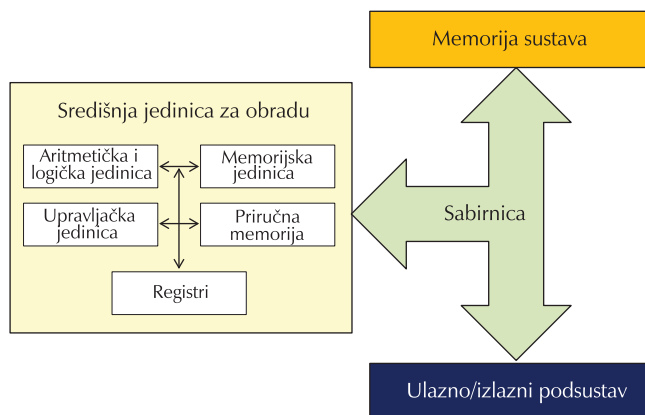 Memorija sustava
Središnja jedinica za obradu
Aritmetička i
logička jedinica
Memorijska
jedinica
Upravljačka
jedinica
Priručna
memorija
Registri
Sabirnica
Ulazno/izlazni podsustav